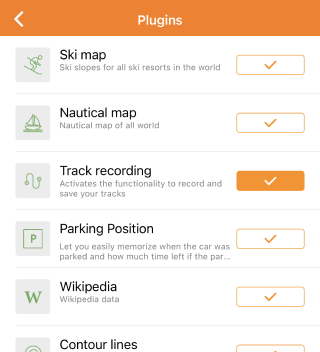 Plugins
Ski map
Ski slopes for all ski resorts in the world
Nautical map
Nautical map of all world
Track recording
Activates the functionality to record and
save your tracks
P
Parking Position
Let you easily memorize when the car was
parked and how much time left if the par...
W
Wikipedia
Wikipedia data
Contour lines